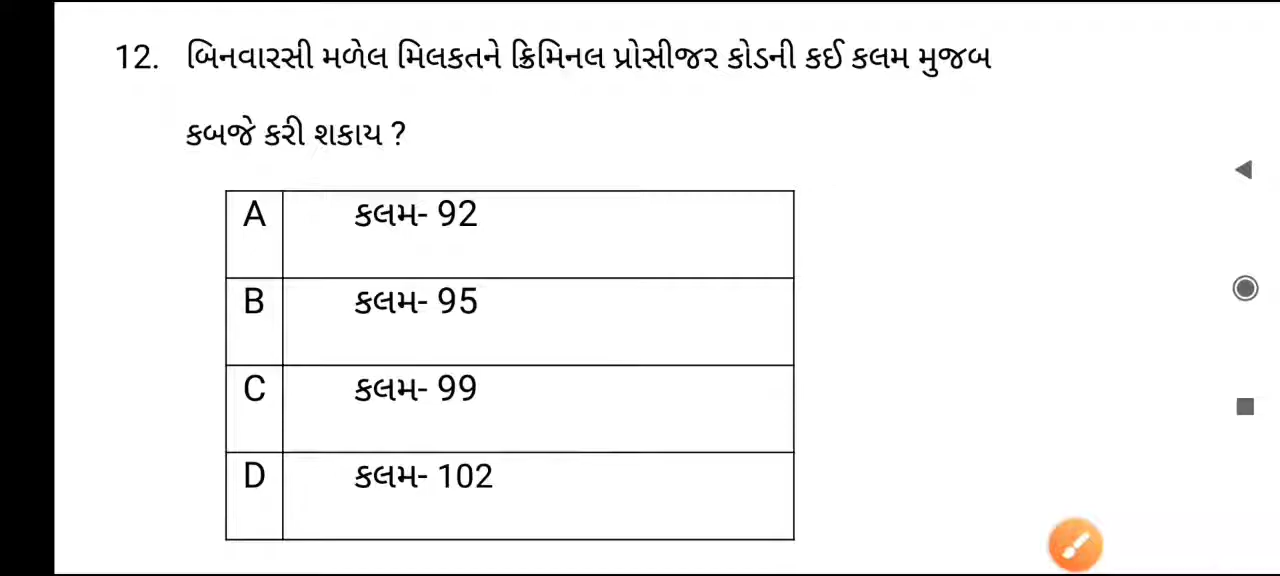 12. બિનવારસી મળેલ મિલકતને ક્રિમિનલ પ્રોસીજર કોડની કઈ કલમ મુજબ
કબજે કરી શકાય ?
A કલમ- 92
B કલમ- 95
C કલમ- 99
D કલમ- 102